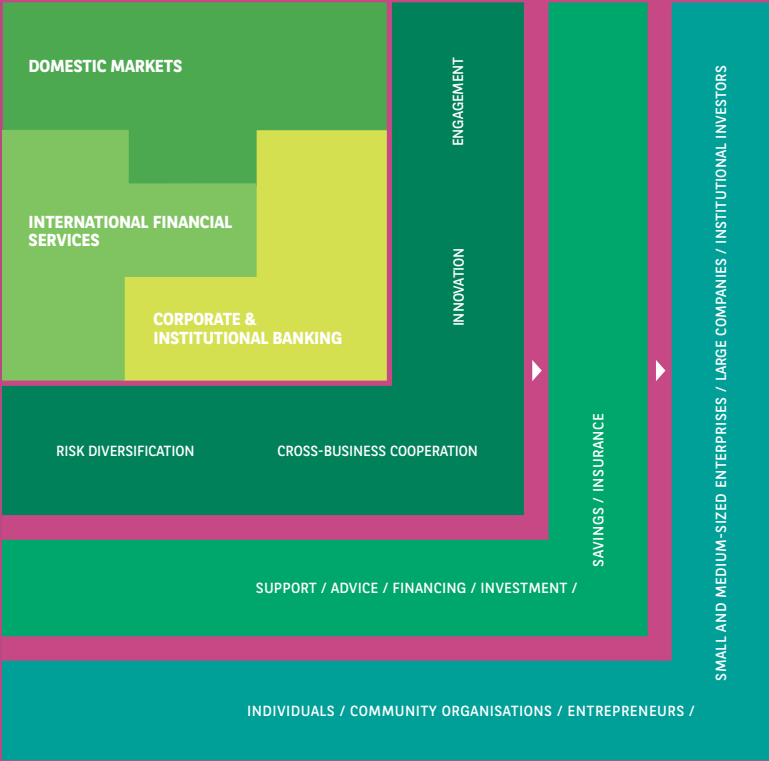 DOMESTIC MARKETS
INTERNATIONAL FINANCIAL
SERVICES
CORPORATE &
INSTITUTIONAL BANKING
ENGAGEMENT
INNOVATION
RISK DIVERSIFICATION
CROSS-BUSINESS COOPERATION
SUPPORT / ADVICE / FINANCING / INVESTMENT /
SAVINGS / INSURANCE
INDIVIDUALS / COMMUNITY ORGANISATIONS / ENTREPRENEURS /
SMALL AND MEDIUM-SIZED ENTERPRISES / LARGE COMPANIES / INSTITUTIONAL INVESTORS